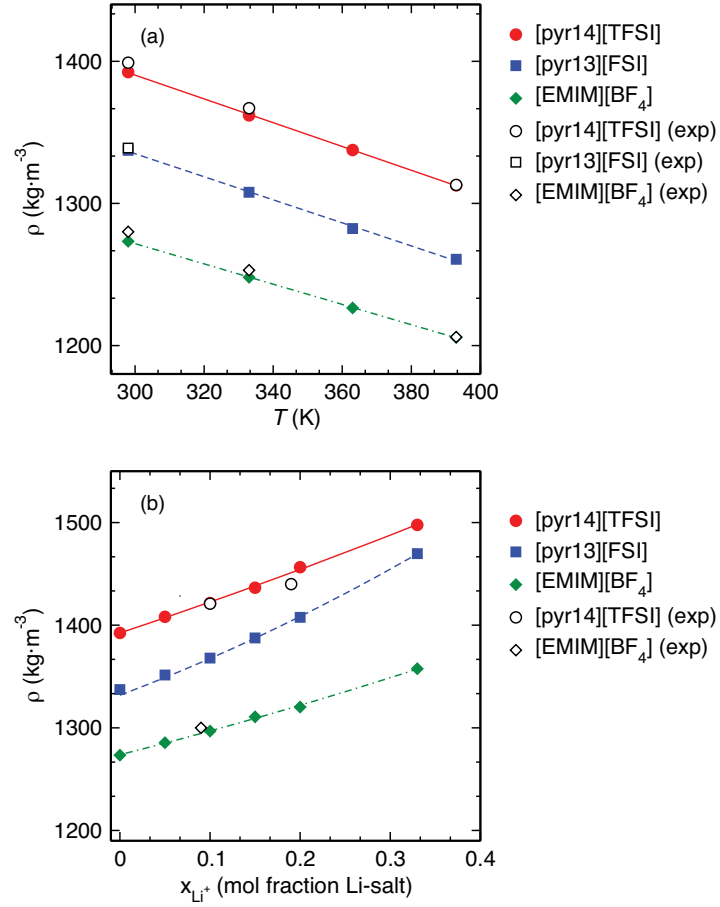 (a)
1400
1300
1200
ρ (kg·m⁻³)
300 320 340 360 380 400
T (K)
[pyr14][TFSI]
[pyr13][FSI]
[EMIM][BF₄]
[pyr14][TFSI] (exp)
[pyr13][FSI] (exp)
[EMIM][BF₄] (exp)
(b)
1500
1400
1300
1200
ρ (kg·m⁻³)
0 0.1 0.2 0.3 0.4
x_Li⁺ (mol fraction Li-salt)
[pyr14][TFSI]
[pyr13][FSI]
[EMIM][BF₄]
[pyr14][TFSI] (exp)
[EMIM][BF₄] (exp)